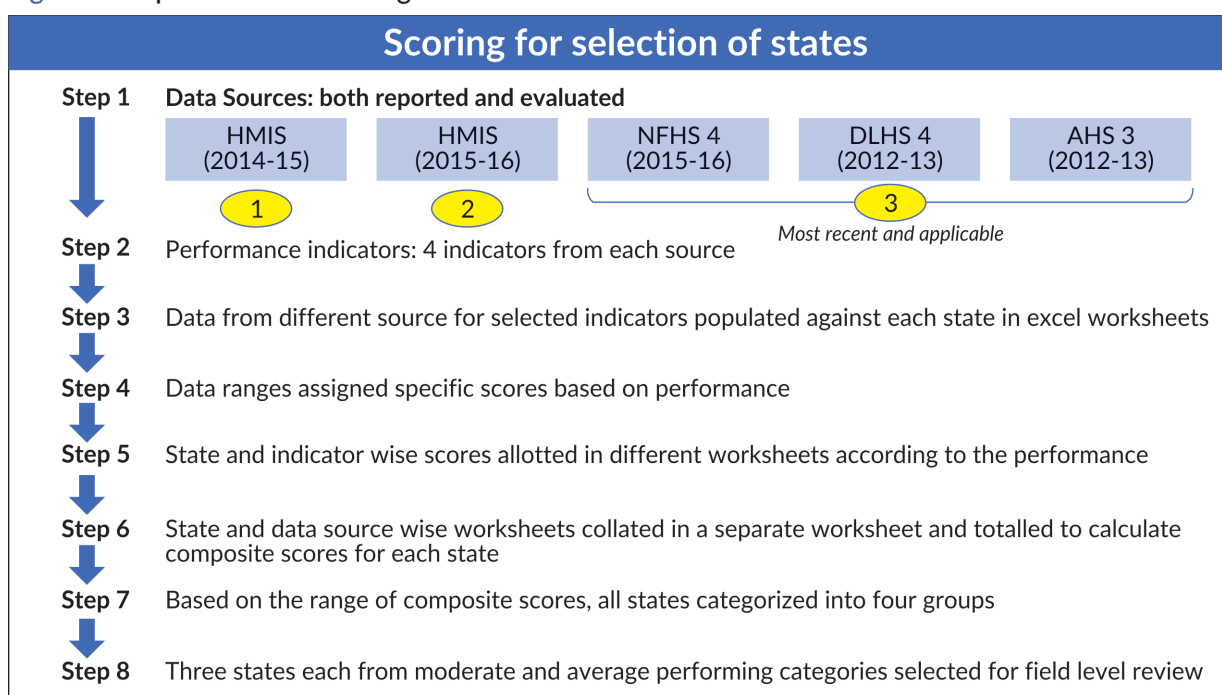 Scoring for selection of states
Step 1 Data Sources: both reported and evaluated
HMIS
(2014-15)
HMIS
(2015-16)
NFHS 4
(2015-16)
DLHS 4
(2012-13)
AHS 3
(2012-13)
1
2
3
Most recent and applicable
Step 2 Performance indicators: 4 indicators from each source
Step 3 Data from different source for selected indicators populated against each state in excel worksheets
Step 4 Data ranges assigned specific scores based on performance
Step 5 State and indicator wise scores allotted in different worksheets according to the performance
Step 6 State and data source wise worksheets collated in a separate worksheet and totalled to calculate
composite scores for each state
Step 7 Based on the range of composite scores, all states categorized into four groups
Step 8 Three states each from moderate and average performing categories selected for field level review